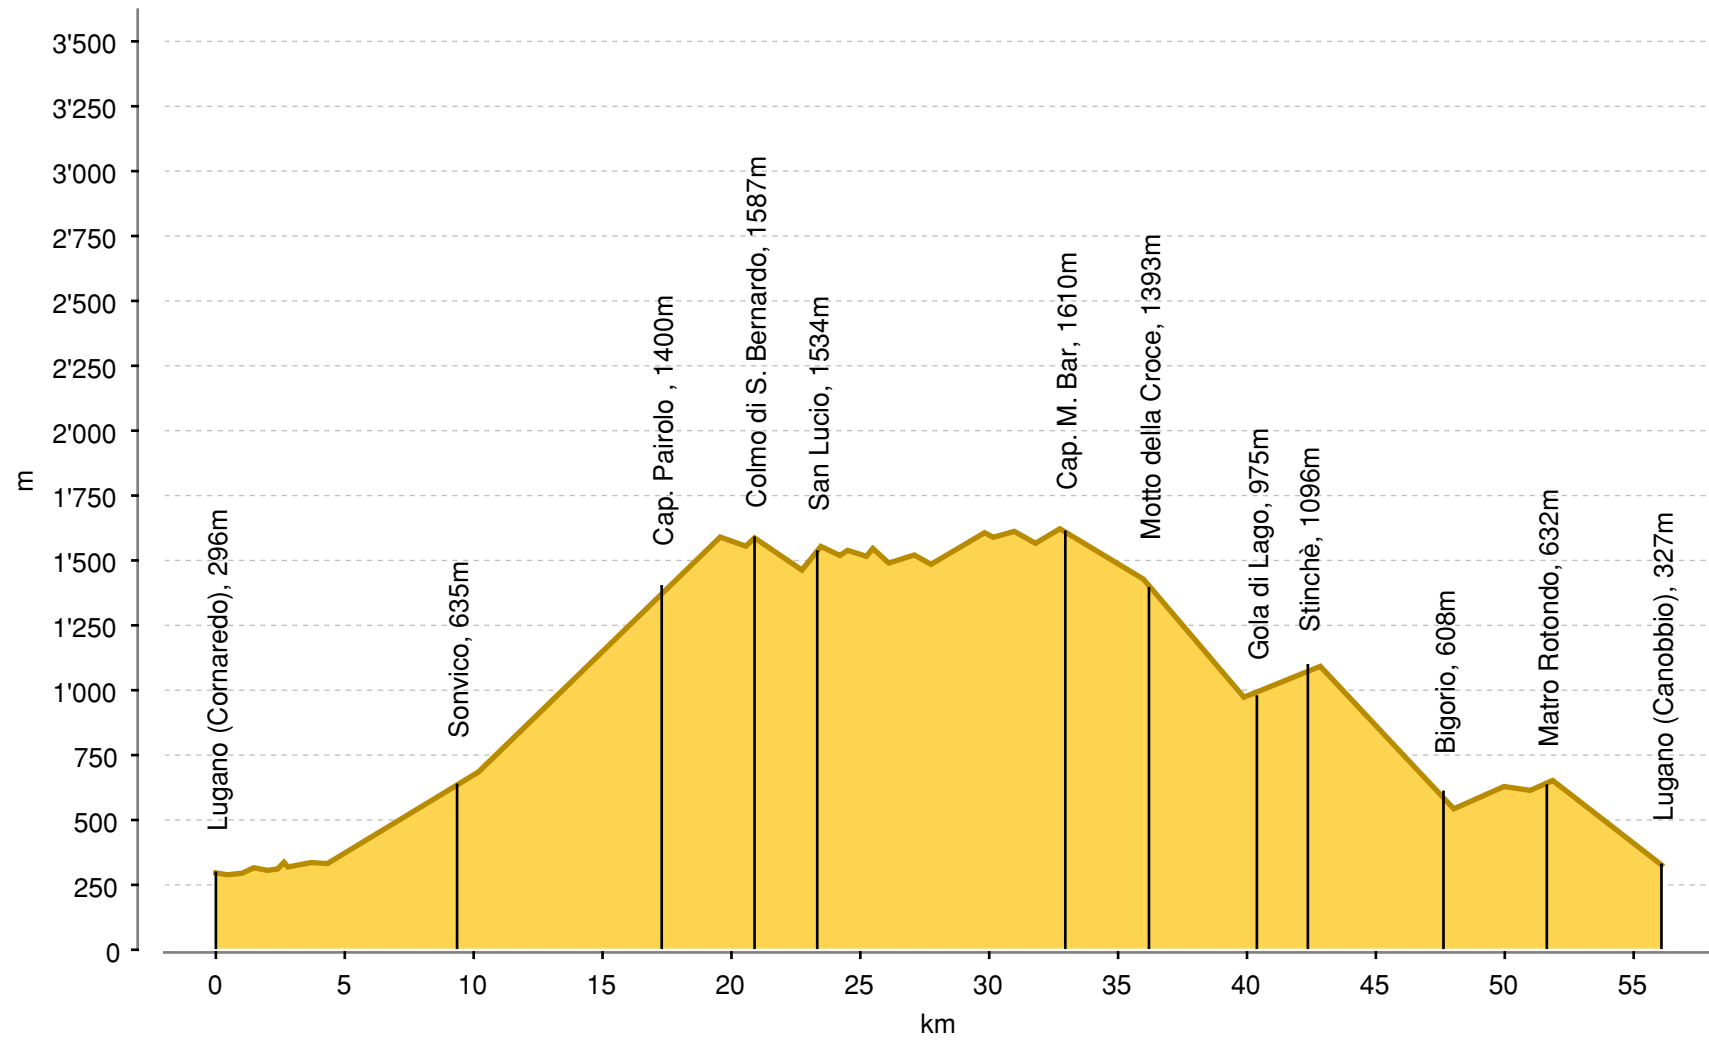 3'500
3'250
3'000
2'750
2'500
2'250
2'000
1'750
1'500
1'250
1'000
750
500
250
0
m
Lugano (Cornaredo), 296m
Sonvico, 635m
Cap. Pairolo , 1400m
Colmo di S. Bernardo, 1587m
San Lucio, 1534m
Cap. M. Bar, 1610m
Motto della Croce, 1393m
Gola di Lago, 975m
Stinchè, 1096m
Bigorio, 608m
Matro Rotondo, 632m
Lugano (Canobbio), 327m
0 5 10 15 20 25 30 35 40 45 50 55
km